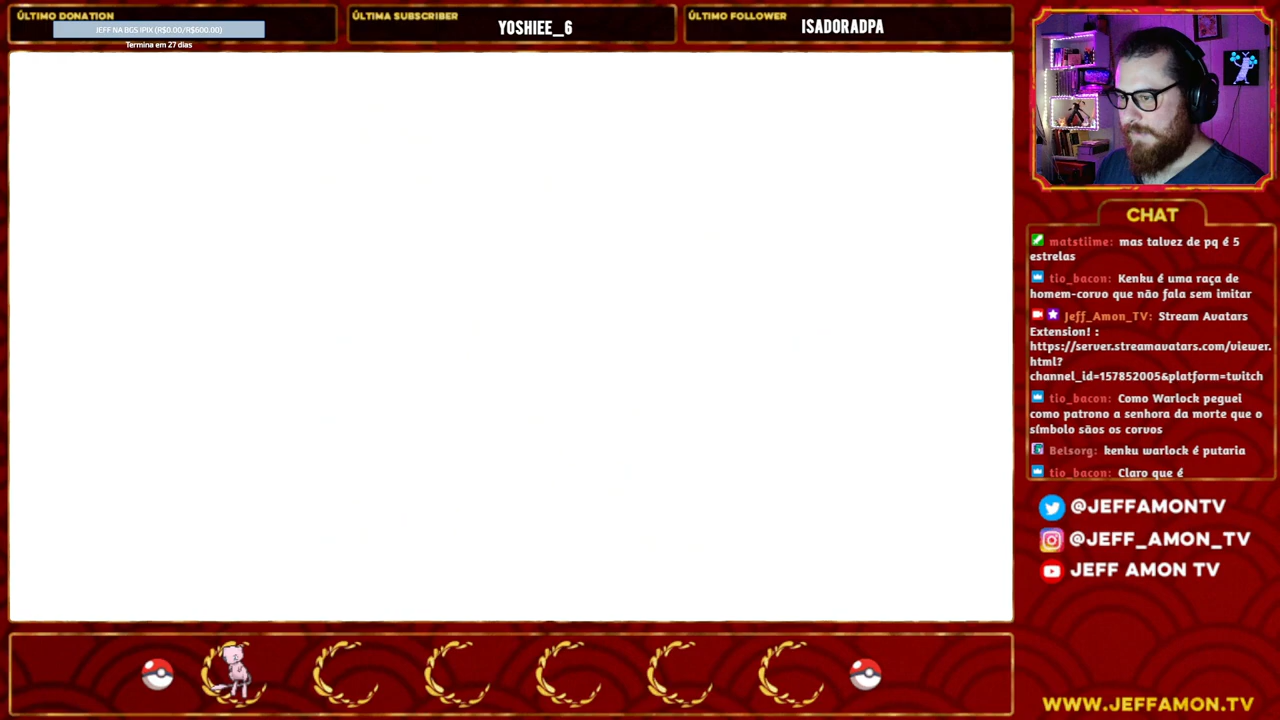 ÚLTIMO DONATION
JEFF NA BGS !PIX (R$0.00/R$600.00)
Termina em 27 dias
ÚLTIMA SUBSCRIBER
YOSHIEE_6
ÚLTIMO FOLLOWER
ISADORADPA
CHAT
matstiime: mas talvez de pq é 5
estrelas
tio_bacon: Kenku é uma raça de
homem-corvo que não fala sem imitar
Jeff_Amon_TV: Stream Avatars
Extension! :
https://server.streamavatars.com/viewer.
html?
channel_id=157852005&platform=twitch
tio_bacon: Como Warlock peguei
como patrono a senhora da morte que o
símbolo sãos os corvos
Belsorg: kenku warlock é putaria
tio_bacon: Claro que é
@JEFFAMONTV
@JEFF_AMON_TV
JEFF AMON TV
WWW.JEFFAMON.TV